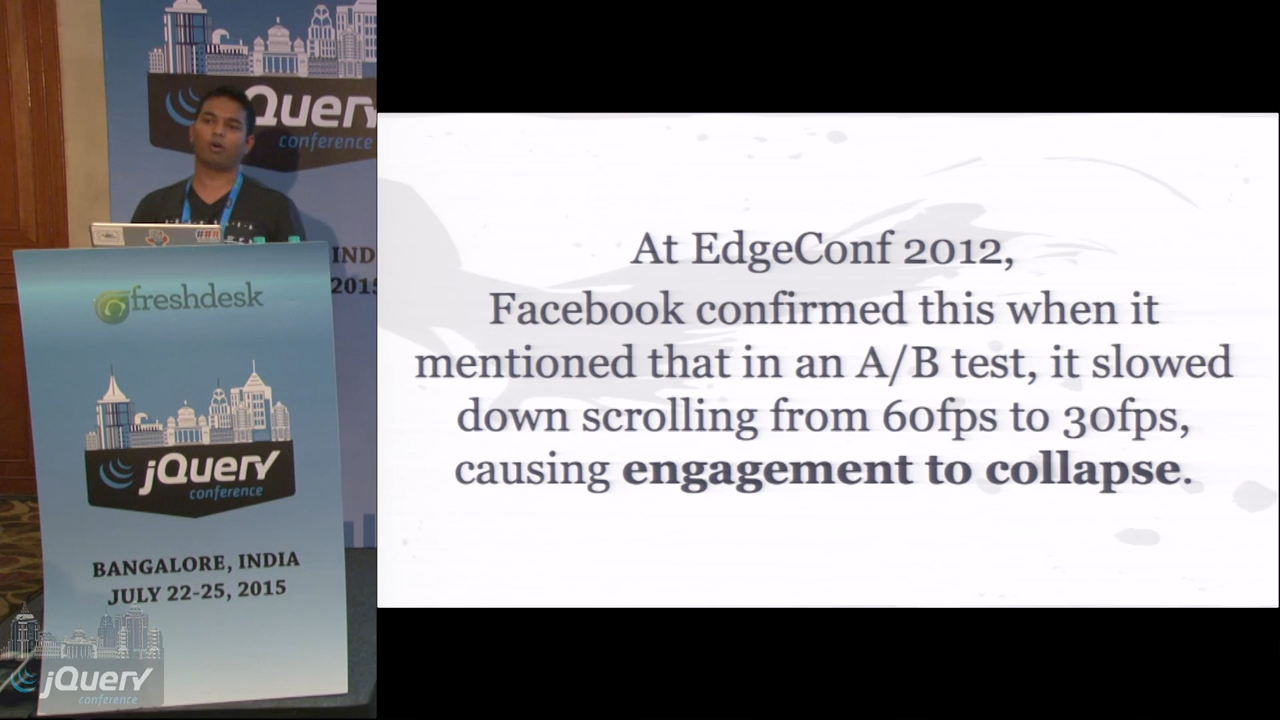 jQuery
conference
IND
2015
freshdesk
jQuery
conference
BANGALORE, INDIA
JULY 22-25, 2015
jQuery
conference
At EdgeConf 2012,
Facebook confirmed this when it
mentioned that in an A/B test, it slowed
down scrolling from 60fps to 30fps,
causing engagement to collapse.